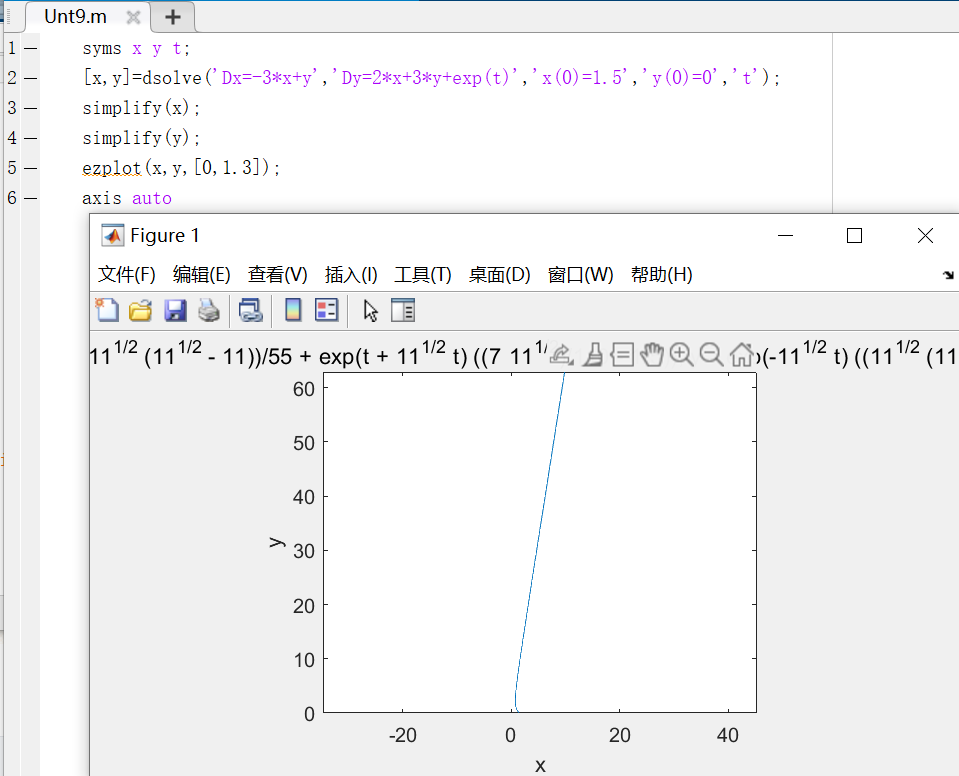 Unt9.m
1 syms x y t;
2 [x,y]=dsolve('Dx=-3*x+y','Dy=2*x+3*y+exp(t)','x(0)=1.5','y(0)=0','t');
3 simplify(x);
4 simplify(y);
5 ezplot(x,y,[0,1.3]);
6 axis auto
Figure 1
文件(F) 编辑(E) 查看(V) 插入(I) 工具(T) 桌面(D) 窗口(W) 帮助(H)
11^1/2 (11^1/2 - 11))/55 + exp(t + 11^1/2 t) ((7 11^1/ (-11^1/2 t) ((11^1/2 (11
60
50
40
y
30
20
10
0
-20 0 20 40
x